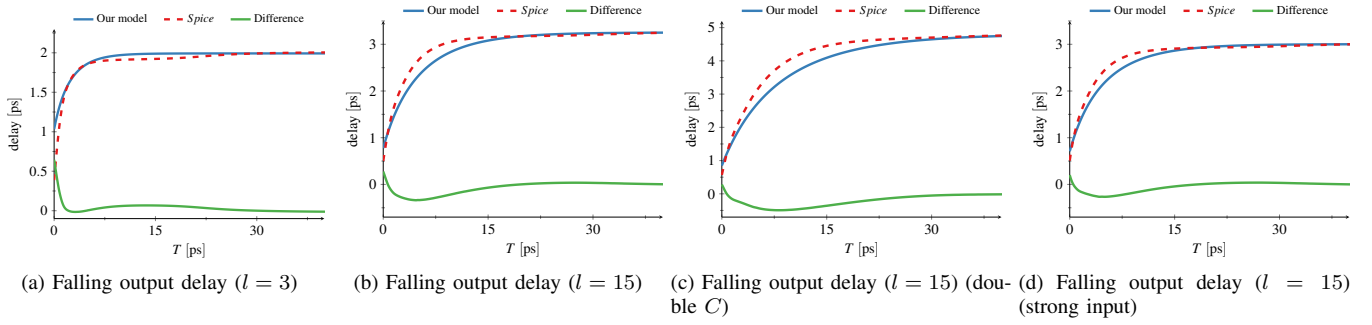 Our model Spice Difference
delay [ps]
2
1.5
1
0.5
0
0 15 30
T [ps]
(a) Falling output delay (l = 3)
Our model Spice Difference
delay [ps]
3
2
1
0
0 15 30
T [ps]
(b) Falling output delay (l = 15)
Our model Spice Difference
delay [ps]
5
4
3
2
1
0
0 15 30
T [ps]
(c) Falling output delay (l = 15) (dou-
ble C)
Our model Spice Difference
delay [ps]
3
2
1
0
0 15 30
T [ps]
(d) Falling output delay (l = 15)
(strong input)